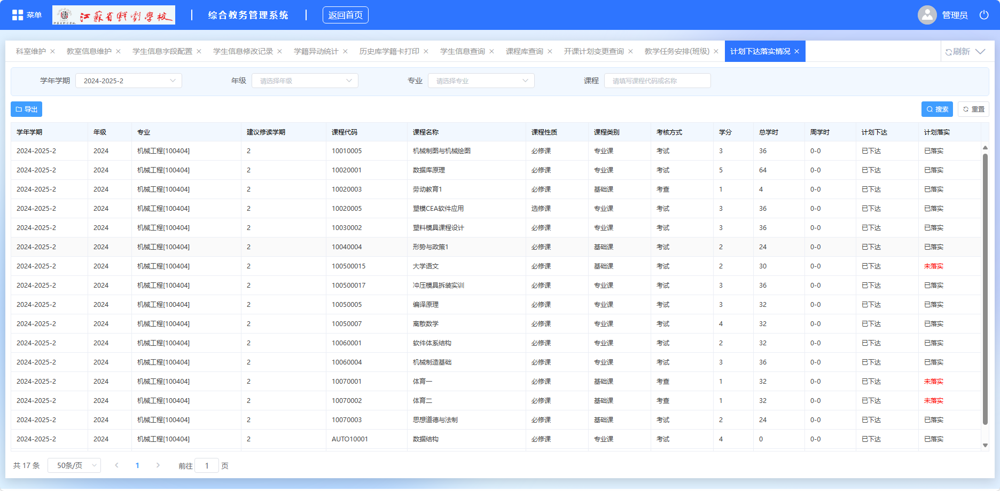 菜单 江苏省戏剧学校 综合教务管理系统 返回首页 管理员
科室维护 教室信息维护 学生信息字段配置 学生信息修改记录 学籍异动统计 历史库学籍卡打印 学生信息查询 课程库查询 开课计划变更查询 教学任务安排(班级) 计划下达落实情况 刷新
学年学期 2024-2025-2 年级 请选择年级 专业 请选择专业 课程 请填写课程代码或名称
导出 搜索 重置
学年学期 年级 专业 建议修读学期 课程代码 课程名称 课程性质 课程类别 考核方式 学分 总学时 周学时 计划下达 计划落实
2024-2025-2 2024 机械工程[100404] 2 10010005 机械制图与机械绘图 必修课 专业课 考试 3 36 0-0 已下达 已落实
2024-2025-2 2024 机械工程[100404] 2 10020001 数据库原理 必修课 专业课 考试 5 64 0-0 已下达 已落实
2024-2025-2 2024 机械工程[100404] 2 10020003 劳动教育1 必修课 基础课 考查 1 4 0-0 已下达 已落实
2024-2025-2 2024 机械工程[100404] 2 10020005 塑模CEA软件应用 选修课 专业课 考试 3 36 0-0 已下达 已落实
2024-2025-2 2024 机械工程[100404] 2 10030002 塑料模具课程设计 必修课 专业课 考试 3 36 0-0 已下达 已落实
2024-2025-2 2024 机械工程[100404] 2 10040004 形势与政策1 必修课 基础课 考试 2 24 0-0 已下达 已落实
2024-2025-2 2024 机械工程[100404] 2 100500015 大学语文 必修课 基础课 考试 2 30 0-0 已下达 未落实
2024-2025-2 2024 机械工程[100404] 2 100500017 冲压模具拆装实训 必修课 专业课 考试 3 36 0-0 已下达 已落实
2024-2025-2 2024 机械工程[100404] 2 10050005 编译原理 必修课 专业课 考试 3 32 0-0 已下达 已落实
2024-2025-2 2024 机械工程[100404] 2 10050007 离散数学 必修课 专业课 考试 4 32 0-0 已下达 已落实
2024-2025-2 2024 机械工程[100404] 2 10060001 软件体系结构 必修课 专业课 考试 2 32 0-0 已下达 已落实
2024-2025-2 2024 机械工程[100404] 2 10060004 机械制造基础 必修课 专业课 考试 3 36 0-0 已下达 已落实
2024-2025-2 2024 机械工程[100404] 2 10070001 体育一 必修课 基础课 考查 1 32 0-0 已下达 未落实
2024-2025-2 2024 机械工程[100404] 2 10070002 体育二 必修课 基础课 考查 1 32 0-0 已下达 未落实
2024-2025-2 2024 机械工程[100404] 2 10070003 思想道德与法制 必修课 基础课 考试 2 24 0-0 已下达 已落实
2024-2025-2 2024 机械工程[100404] 2 AUTO10001 数据结构 必修课 专业课 考试 4 0 0-0 已下达 已落实
共 17 条 50条/页 1 前往 1 页